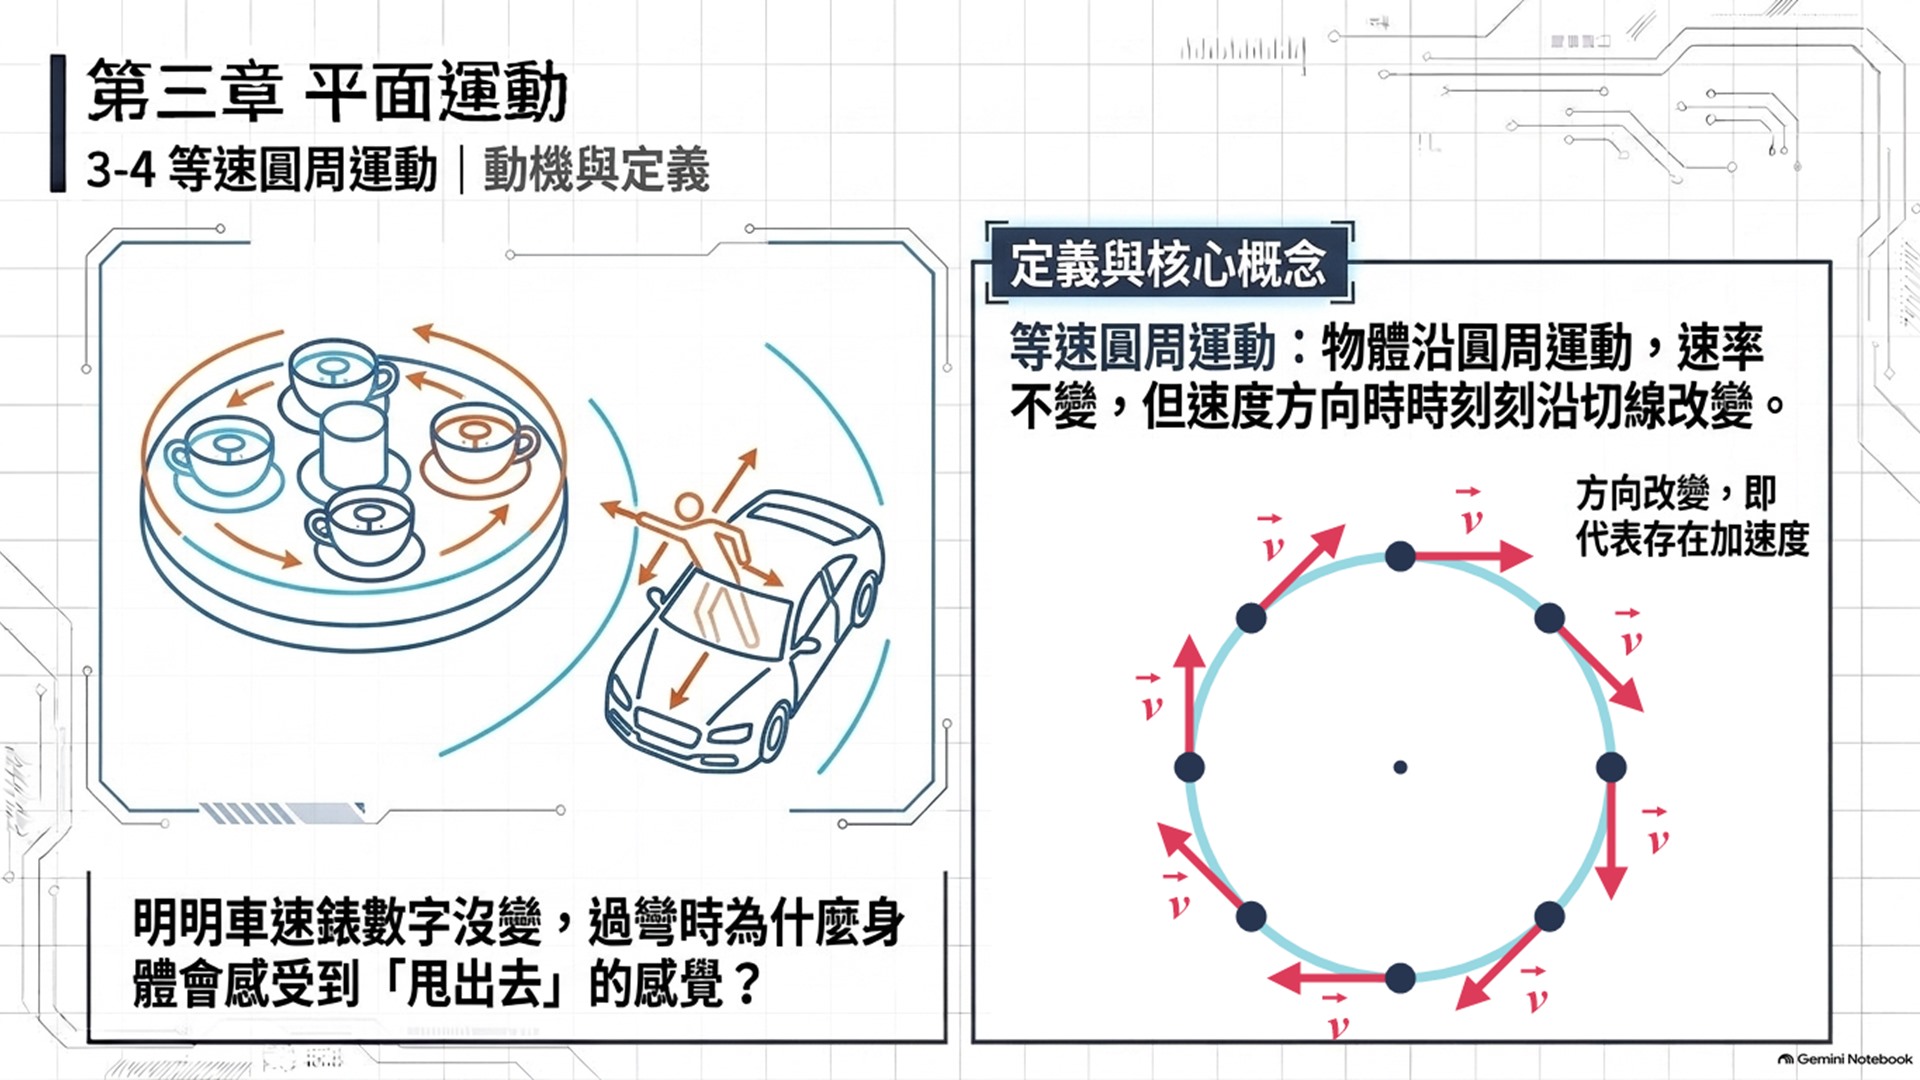 第三章 平面運動
3-4 等速圓周運動｜動機與定義
明明車速錶數字沒變，過彎時為什麼身
體會感受到「甩出去」的感覺？
定義與核心概念
等速圓周運動：物體沿圓周運動，速率
不變，但速度方向時時刻刻沿切線改變。
方向改變，即
代表存在加速度
v
v
v
v
v
v
v
v
Gemini Notebook